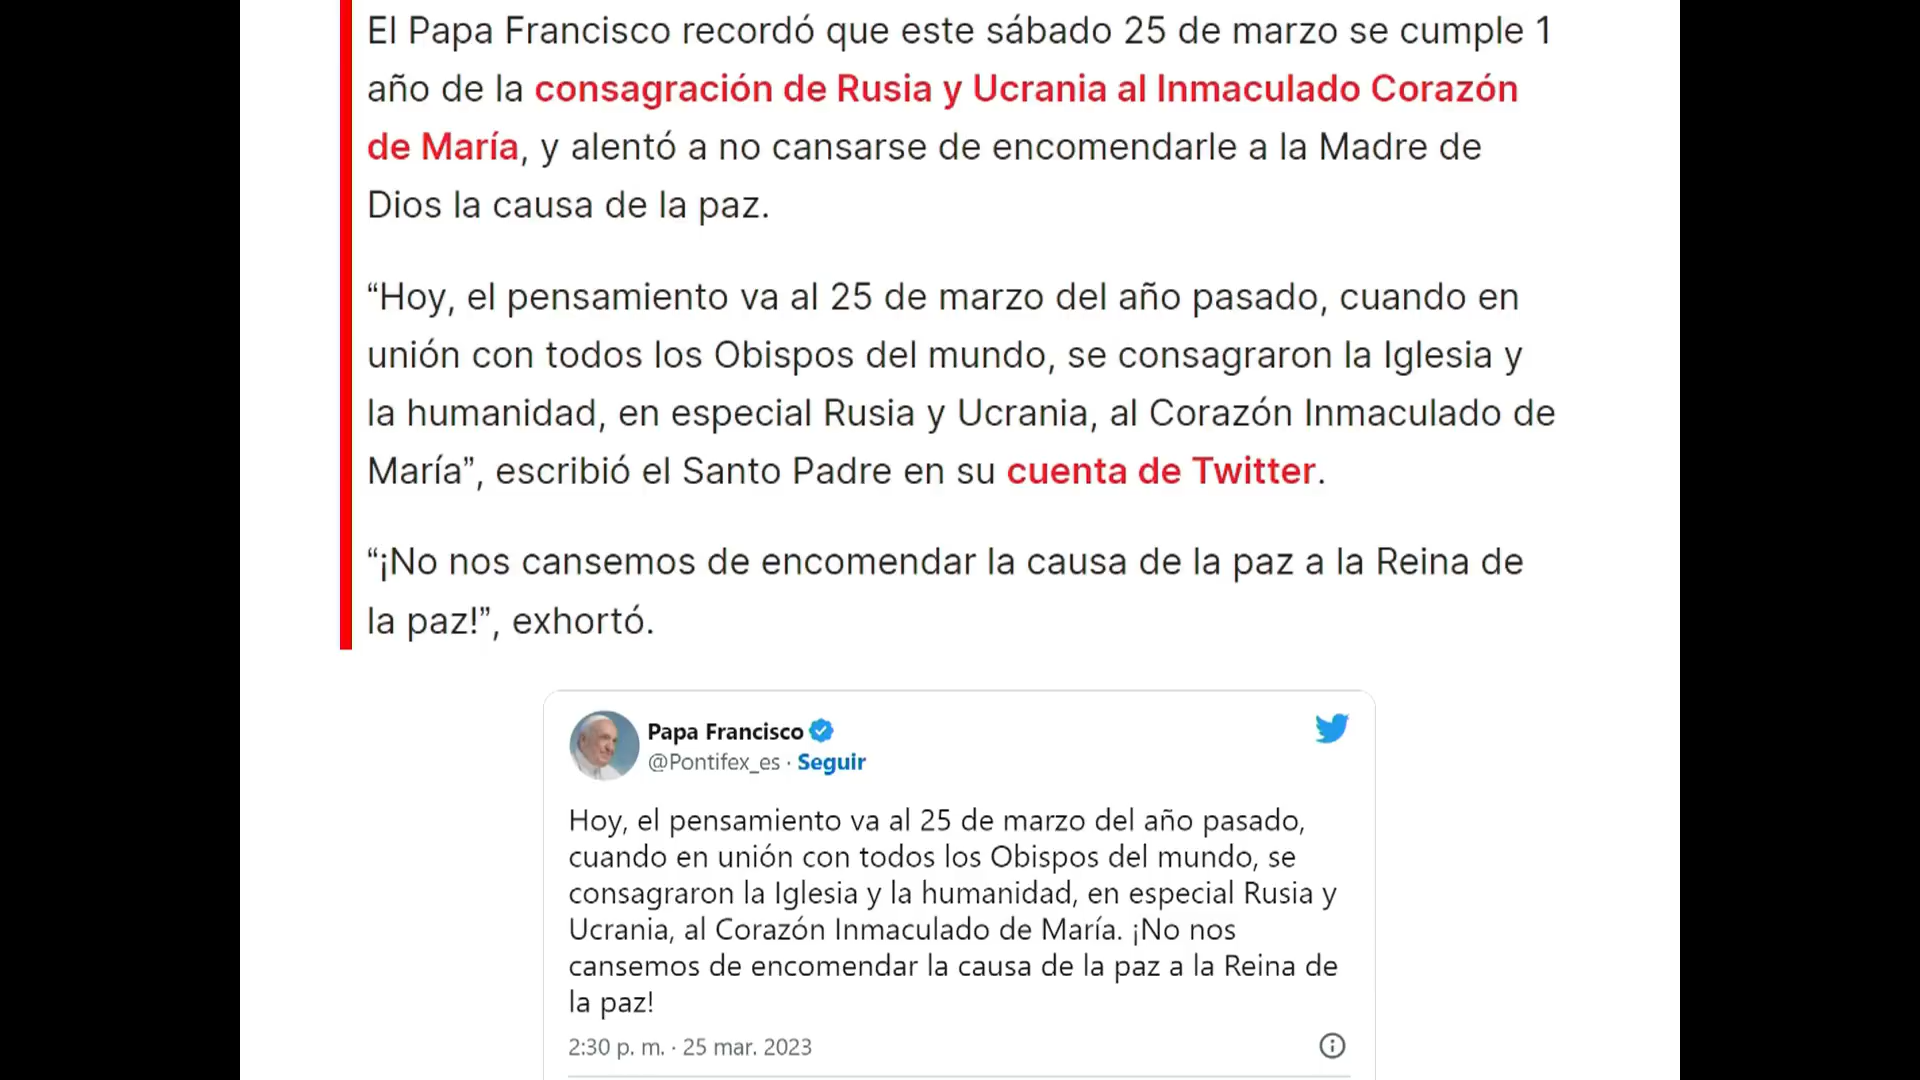 El Papa Francisco recordó que este sábado 25 de marzo se cumple 1
año de la consagración de Rusia y Ucrania al Inmaculado Corazón
de María, y alentó a no cansarse de encomendarle a la Madre de
Dios la causa de la paz.
“Hoy, el pensamiento va al 25 de marzo del año pasado, cuando en
unión con todos los Obispos del mundo, se consagraron la Iglesia y
la humanidad, en especial Rusia y Ucrania, al Corazón Inmaculado de
María”, escribió el Santo Padre en su cuenta de Twitter.
“¡No nos cansemos de encomendar la causa de la paz a la Reina de
la paz!”, exhortó.
Papa Francisco
@Pontifex_es · Seguir
Hoy, el pensamiento va al 25 de marzo del año pasado,
cuando en unión con todos los Obispos del mundo, se
consagraron la Iglesia y la humanidad, en especial Rusia y
Ucrania, al Corazón Inmaculado de María. ¡No nos
cansemos de encomendar la causa de la paz a la Reina de
la paz!
2:30 p. m. · 25 mar. 2023